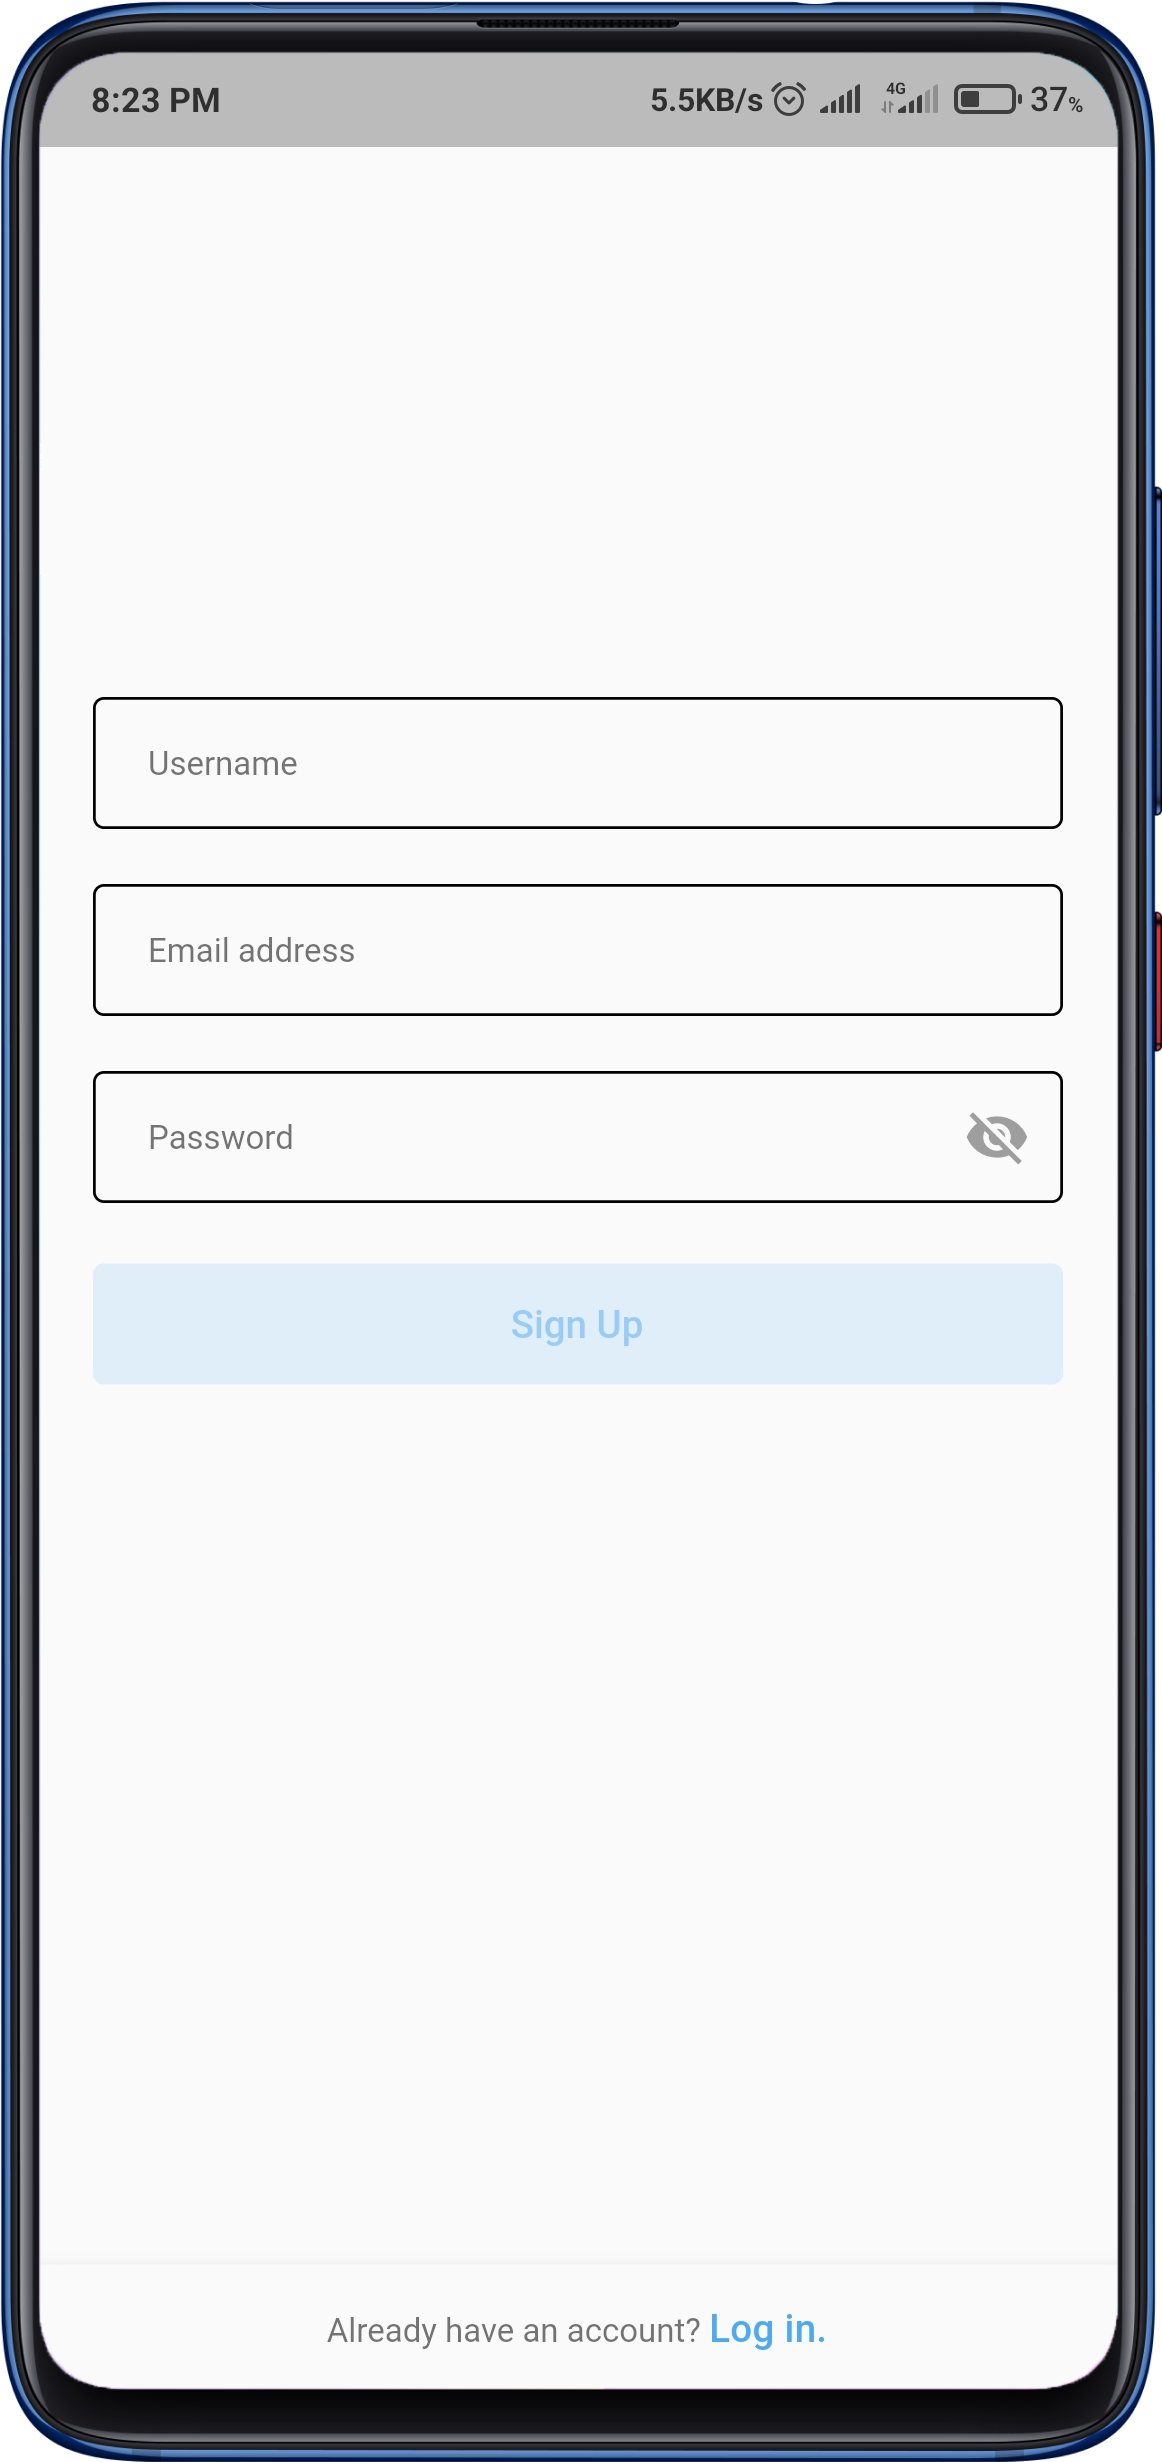 8:23 PM 5.5KB/s 4G 37%
Username
Email address
Password
Sign Up
Already have an account? Log in.